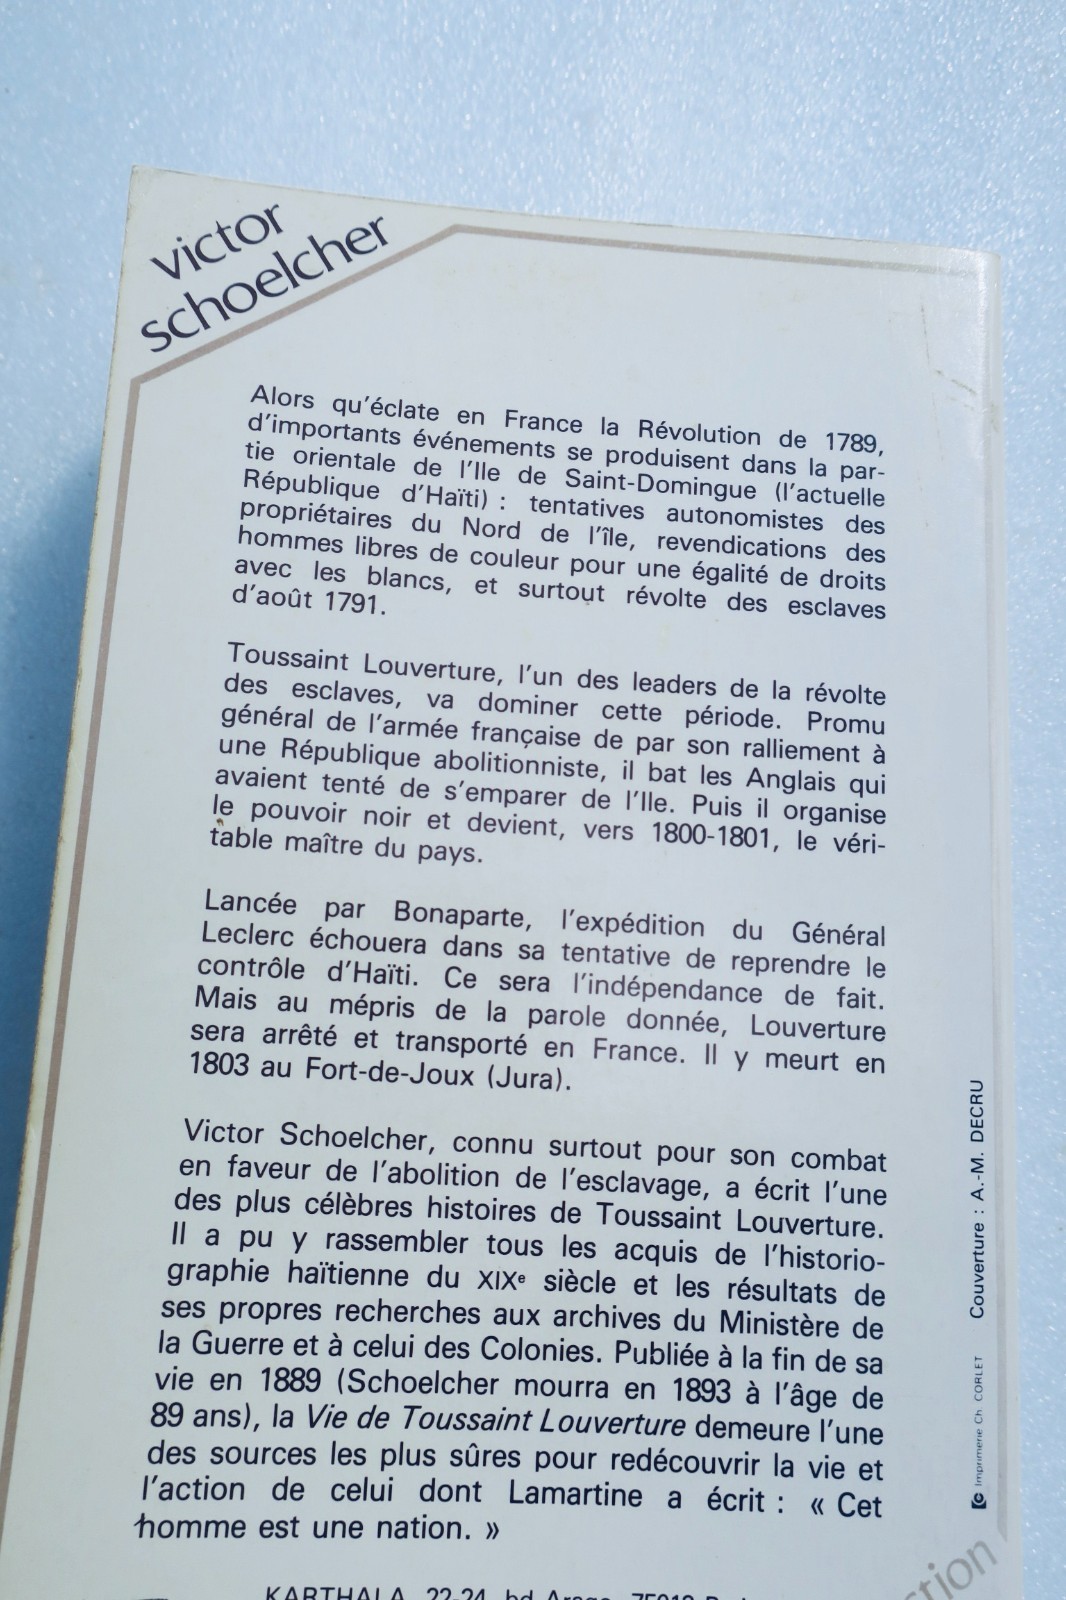 victor
schoelcher
Alors qu'éclate en France la Révolution de 1789,
d'importants événements se produisent dans la par-
tie orientale de l'Ile de Saint-Domingue (l'actuelle
République d'Haïti) : tentatives autonomistes des
propriétaires du Nord de l'île, revendications des
hommes libres de couleur pour une égalité de droits
avec les blancs, et surtout révolte des esclaves
d'août 1791.
Toussaint Louverture, l'un des leaders de la révolte
des esclaves, va dominer cette période. Promu
général de l'armée française de par son ralliement à
une République abolitionniste, il bat les Anglais qui
avaient tenté de s'emparer de l'Ile. Puis il organise
le pouvoir noir et devient, vers 1800-1801, le véri-
table maître du pays.
Lancée par Bonaparte, l'expédition du Général
Leclerc échouera dans sa tentative de reprendre le
contrôle d'Haïti. Ce sera l'indépendance de fait.
Mais au mépris de la parole donnée, Louverture
sera arrêté et transporté en France. Il y meurt en
1803 au Fort-de-Joux (Jura).
Victor Schoelcher, connu surtout pour son combat
en faveur de l'abolition de l'esclavage, a écrit l'une
des plus célèbres histoires de Toussaint Louverture.
Il a pu y rassembler tous les acquis de l'historio-
graphie haïtienne du XIXe siècle et les résultats de
ses propres recherches aux archives du Ministère de
la Guerre et à celui des Colonies. Publiée à la fin de sa
vie en 1889 (Schoelcher mourra en 1893 à l'âge de
89 ans), la Vie de Toussaint Louverture demeure l'une
des sources les plus sûres pour redécouvrir la vie et
l'action de celui dont Lamartine a écrit : « Cet
homme est une nation. »
KARTHALA, 22-24, bd Arago, 75013
ction
Imprimerie Ch. CORLET Couverture : A.-M. DECRU